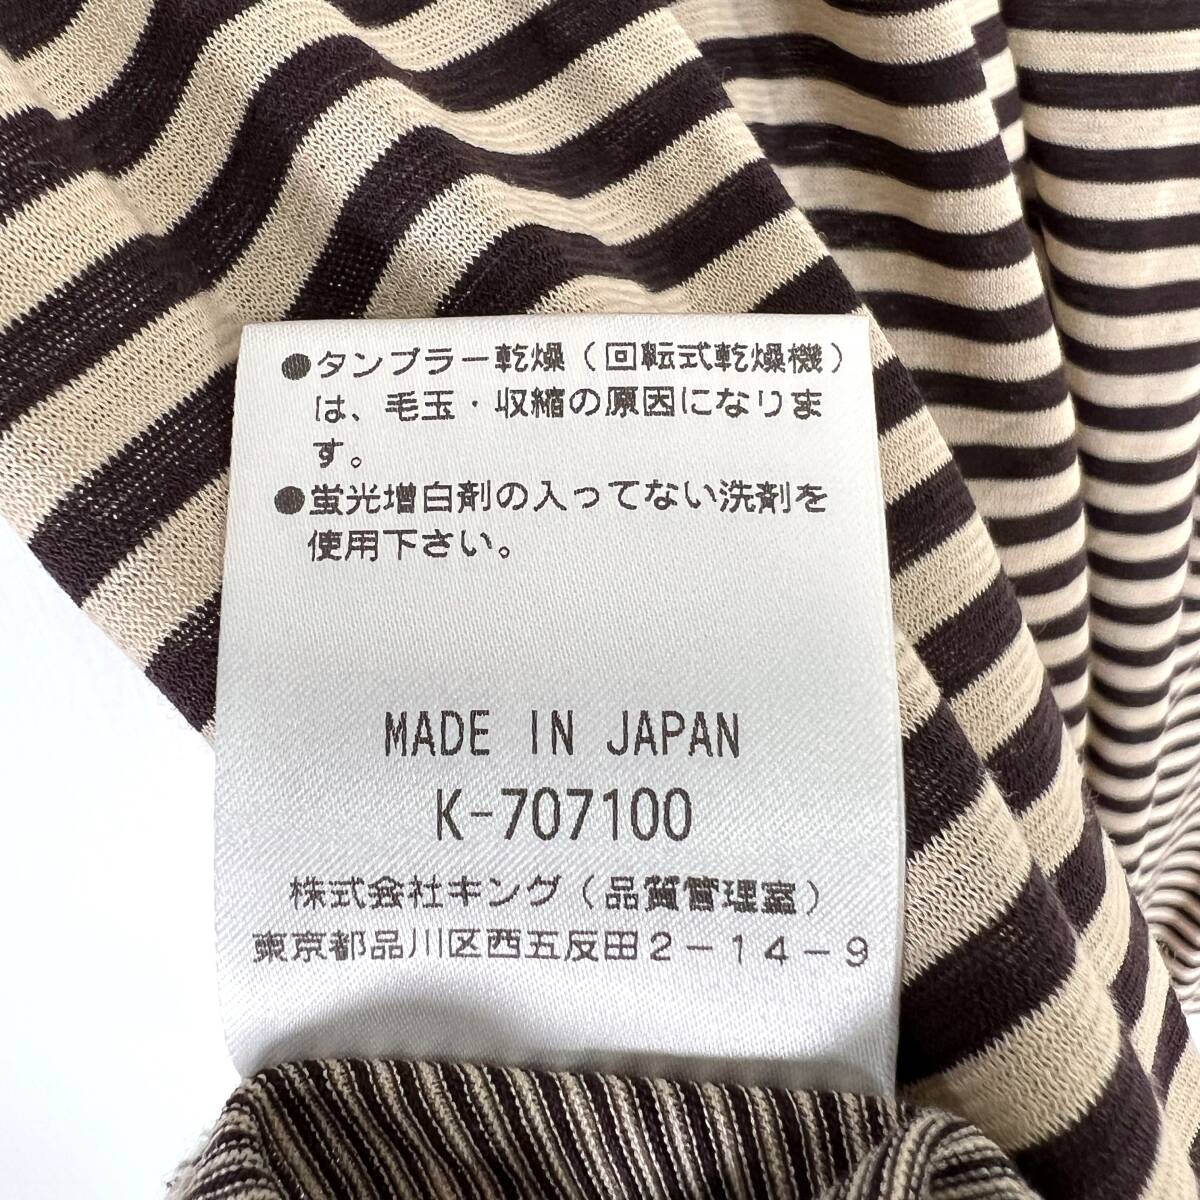 ●タンブラー乾燥（回転式乾燥機）
は、毛玉・収縮の原因になりま
す。
●蛍光増白剤の入ってない洗剤を
使用下さい。
MADE IN JAPAN
K-707100
株式会社キング（品質管理室）
東京都品川区西五反田2-14-9